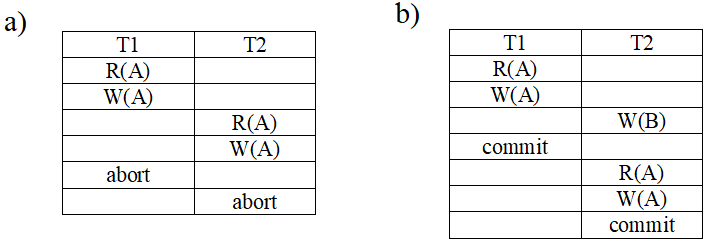 a)
T1 T2
R(A)
W(A)
R(A)
W(A)
abort
abort
b)
T1 T2
R(A)
W(A)
W(B)
commit
R(A)
W(A)
commit